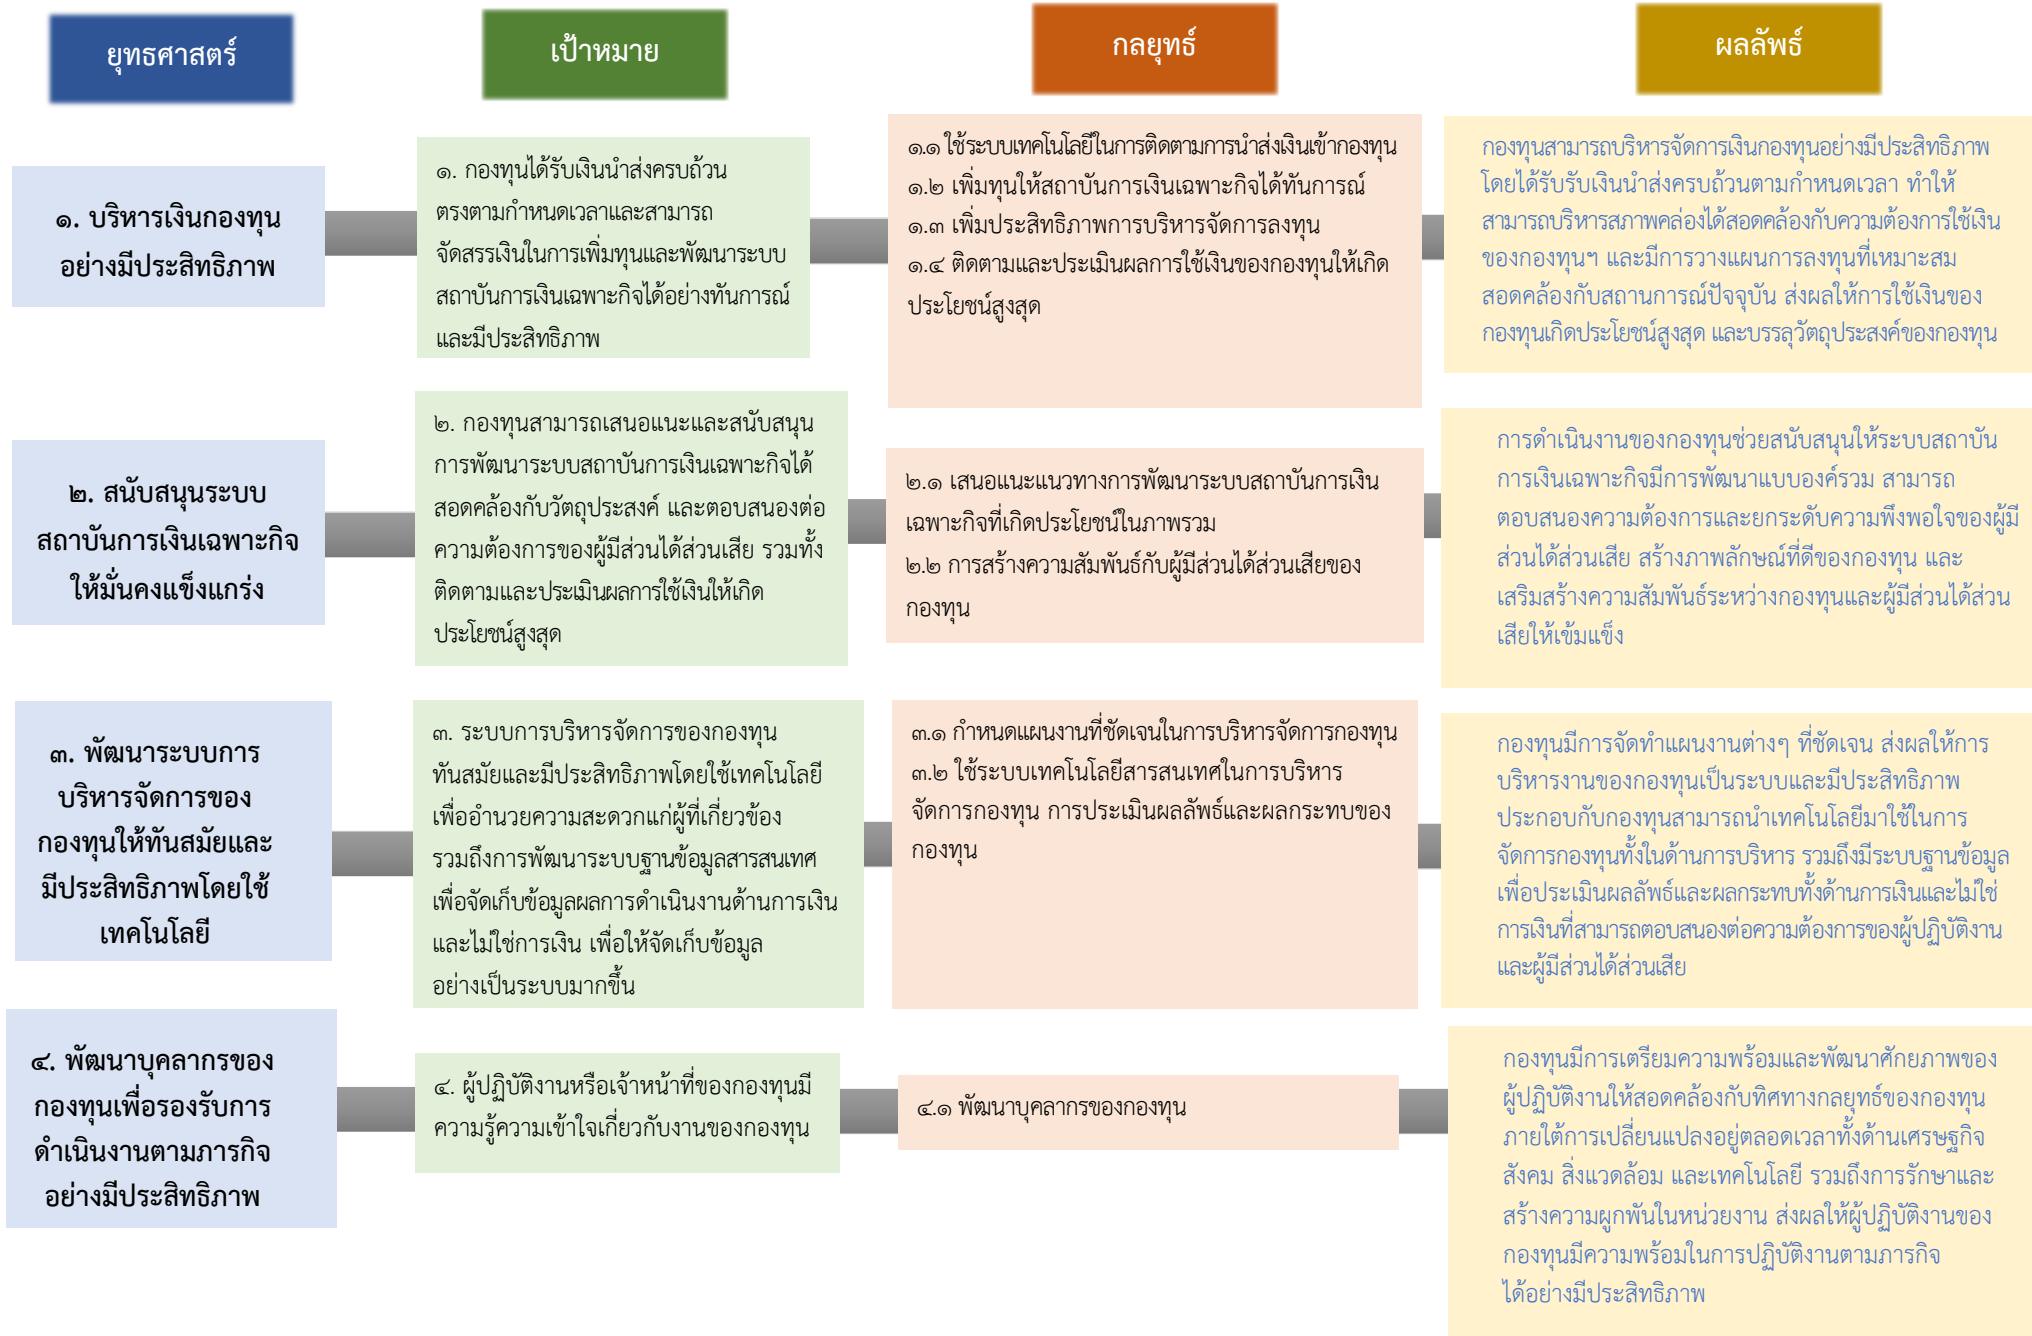 ยุทธศาสตร์
เป้าหมาย
กลยุทธ์
ผลลัพธ์
๑. บริหารเงินกองทุน
อย่างมีประสิทธิภาพ
๑. กองทุนได้รับเงินนำส่งครบถ้วน
ตรงตามกำหนดเวลาและสามารถ
จัดสรรเงินในการเพิ่มทุนและพัฒนาระบบ
สถาบันการเงินเฉพาะกิจได้อย่างทันการณ์
และมีประสิทธิภาพ
๑.๑ ใช้ระบบเทคโนโลยีในการติดตามการนำส่งเงินเข้ากองทุน
๑.๒ เพิ่มทุนให้สถาบันการเงินเฉพาะกิจได้ทันการณ์
๑.๓ เพิ่มประสิทธิภาพการบริหารจัดการลงทุน
๑.๔ ติดตามและประเมินผลการใช้เงินของกองทุนให้เกิด
ประโยชน์สูงสุด
กองทุนสามารถบริหารจัดการเงินกองทุนอย่างมีประสิทธิภาพ
โดยได้รับรับเงินนำส่งครบถ้วนตามกำหนดเวลา ทำให้
สามารถบริหารสภาพคล่องได้สอดคล้องกับความต้องการใช้เงิน
ของกองทุนฯ และมีการวางแผนการลงทุนที่เหมาะสม
สอดคล้องกับสถานการณ์ปัจจุบัน ส่งผลให้การใช้เงินของ
กองทุนเกิดประโยชน์สูงสุด และบรรลุวัตถุประสงค์ของกองทุน
๒. สนับสนุนระบบ
สถาบันการเงินเฉพาะกิจ
ให้มั่นคงแข็งแกร่ง
๒. กองทุนสามารถเสนอแนะและสนับสนุน
การพัฒนาระบบสถาบันการเงินเฉพาะกิจได้
สอดคล้องกับวัตถุประสงค์ และตอบสนองต่อ
ความต้องการของผู้มีส่วนได้ส่วนเสีย รวมทั้ง
ติดตามและประเมินผลการใช้เงินให้เกิด
ประโยชน์สูงสุด
๒.๑ เสนอแนะแนวทางการพัฒนาระบบสถาบันการเงิน
เฉพาะกิจที่เกิดประโยชน์ในภาพรวม
๒.๒ การสร้างความสัมพันธ์กับผู้มีส่วนได้ส่วนเสียของ
กองทุน
การดำเนินงานของกองทุนช่วยสนับสนุนให้ระบบสถาบัน
การเงินเฉพาะกิจมีการพัฒนาแบบองค์รวม สามารถ
ตอบสนองความต้องการและยกระดับความพึงพอใจของผู้มี
ส่วนได้ส่วนเสีย สร้างภาพลักษณ์ที่ดีของกองทุน และ
เสริมสร้างความสัมพันธ์ระหว่างกองทุนและผู้มีส่วนได้ส่วน
เสียให้เข้มแข็ง
๓. พัฒนาระบบการ
บริหารจัดการของ
กองทุนให้ทันสมัยและ
มีประสิทธิภาพโดยใช้
เทคโนโลยี
๓. ระบบการบริหารจัดการของกองทุน
ทันสมัยและมีประสิทธิภาพโดยใช้เทคโนโลยี
เพื่ออำนวยความสะดวกแก่ผู้ที่เกี่ยวข้อง
รวมถึงการพัฒนาระบบฐานข้อมูลสารสนเทศ
เพื่อจัดเก็บข้อมูลผลการดำเนินงานด้านการเงิน
และไม่ใช่การเงิน เพื่อให้จัดเก็บข้อมูล
อย่างเป็นระบบมากขึ้น
๓.๑ กำหนดแผนงานที่ชัดเจนในการบริหารจัดการกองทุน
๓.๒ ใช้ระบบเทคโนโลยีสารสนเทศในการบริหาร
จัดการกองทุน การประเมินผลลัพธ์และผลกระทบของ
กองทุน
กองทุนมีการจัดทำแผนงานต่างๆ ที่ชัดเจน ส่งผลให้การ
บริหารงานของกองทุนเป็นระบบและมีประสิทธิภาพ
ประกอบกับกองทุนสามารถนำเทคโนโลยีมาใช้ในการ
จัดการกองทุนทั้งในด้านการบริหาร รวมถึงมีระบบฐานข้อมูล
เพื่อประเมินผลลัพธ์และผลกระทบทั้งด้านการเงินและไม่ใช่
การเงินที่สามารถตอบสนองต่อความต้องการของผู้ปฏิบัติงาน
และผู้มีส่วนได้ส่วนเสีย
๔. พัฒนาบุคลากรของ
กองทุนเพื่อรองรับการ
ดำเนินงานตามภารกิจ
อย่างมีประสิทธิภาพ
๔. ผู้ปฏิบัติงานหรือเจ้าหน้าที่ของกองทุนมี
ความรู้ความเข้าใจเกี่ยวกับงานของกองทุน
๔.๑ พัฒนาบุคลากรของกองทุน
กองทุนมีการเตรียมความพร้อมและพัฒนาศักยภาพของ
ผู้ปฏิบัติงานให้สอดคล้องกับทิศทางกลยุทธ์ของกองทุน
ภายใต้การเปลี่ยนแปลงอยู่ตลอดเวลาทั้งด้านเศรษฐกิจ
สังคม สิ่งแวดล้อม และเทคโนโลยี รวมถึงการรักษาและ
สร้างความผูกพันในหน่วยงาน ส่งผลให้ผู้ปฏิบัติงานของ
กองทุนมีความพร้อมในการปฏิบัติงานตามภารกิจ
ได้อย่างมีประสิทธิภาพ